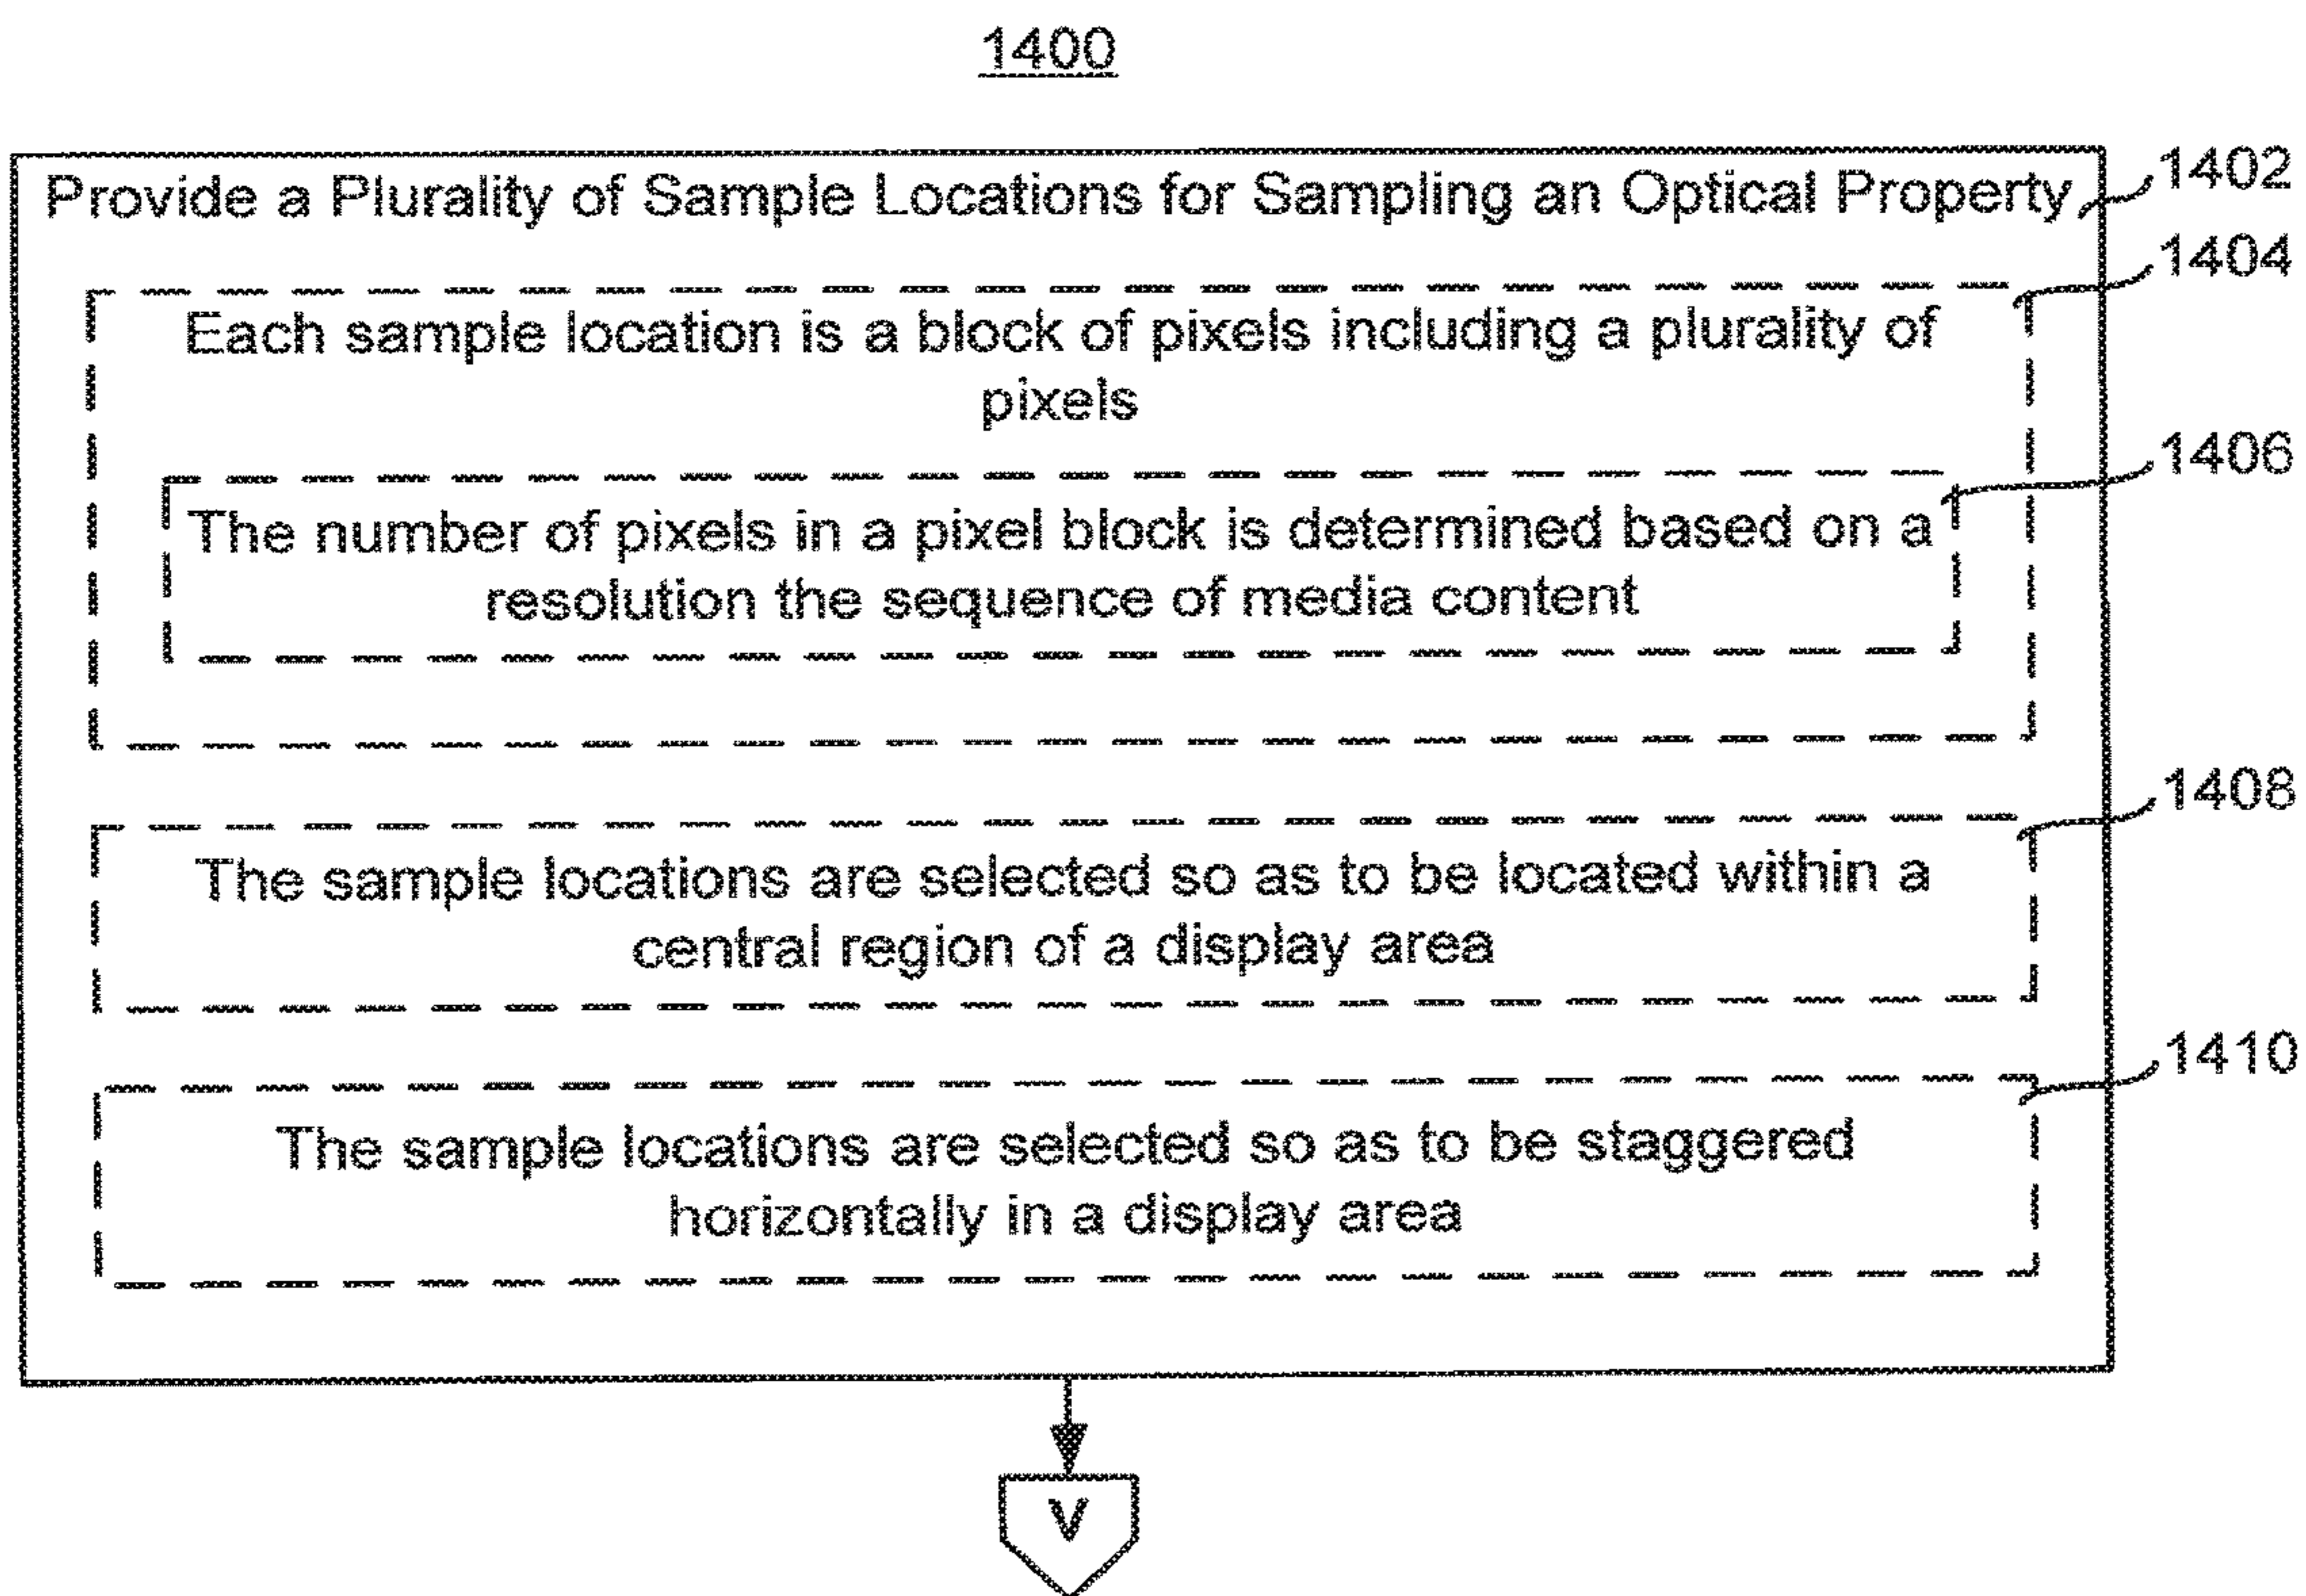 1400
Provide a Plurality of Sample Locations for Sampling an Optical Property
1402
1404
Each sample location is a block of pixels including a plurality of
pixels
1406
The number of pixels in a pixel block is determined based on a
resolution the sequence of media content
1408
The sample locations are selected so as to be located within a
central region of a display area
1410
The sample locations are selected so as to be staggered
horizontally in a display area
V